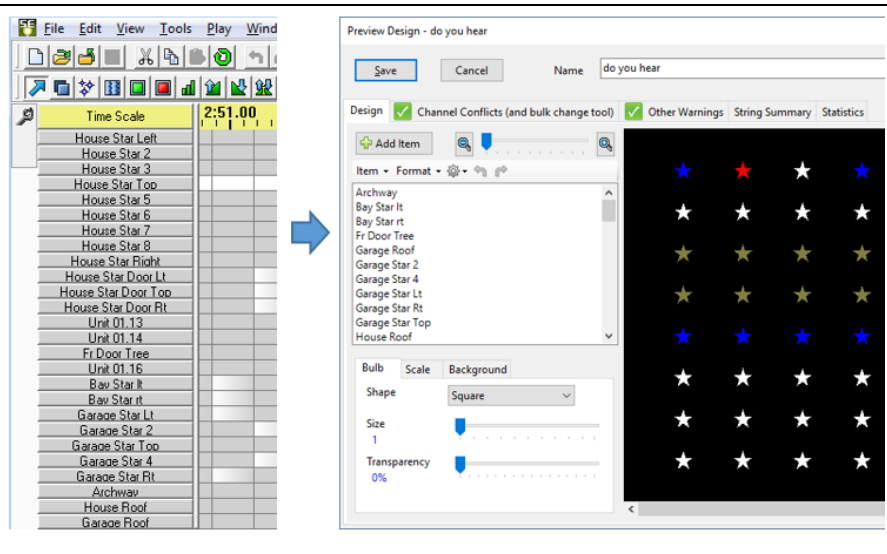 SE File Edit View Tools Play Wind
Time Scale 2:51.00
House Star Left
House Star 2
House Star 3
House Star Top
House Star 5
House Star 6
House Star 7
House Star 8
House Star Right
House Star Door Lt
House Star Door Top
House Star Door Rt
Unit 01.13
Unit 01.14
Fr Door Tree
Unit 01.16
Bay Star lt
Bay Star rt
Garage Star Lt
Garage Star 2
Garage Star Top
Garage Star 4
Garage Star Rt
Archway
House Roof
Garage Roof
Preview Design - do you hear
Save Cancel Name do you hear
Design Channel Conflicts (and bulk change tool) Other Warnings String Summary Statistics
Add Item
Item Format
Archway
Bay Star lt
Bay Star rt
Fr Door Tree
Garage Roof
Garage Star 2
Garage Star 4
Garage Star Lt
Garage Star Rt
Garage Star Top
House Roof
Bulb Scale Background
Shape Square
Size
1
Transparency
0%